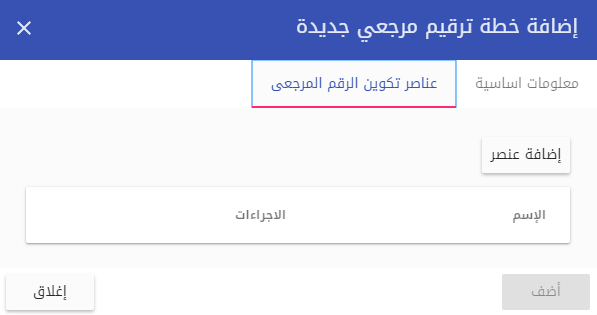 إضافة خطة ترقيم مرجعي جديدة
معلومات اساسية
عناصر تكوين الرقم المرجعى
إضافة عنصر
الإسم
الاجراءات
أضف
إغلاق